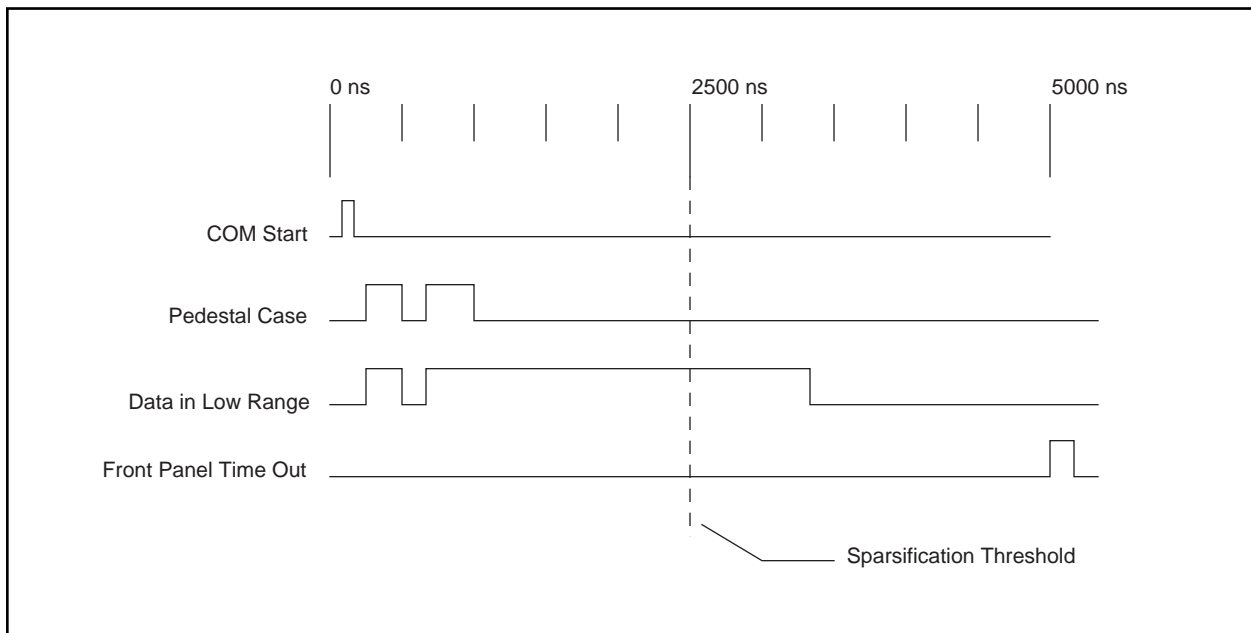 0 ns
2500 ns
5000 ns
COM Start
Pedestal Case
Data in Low Range
Front Panel Time Out
Sparsification Threshold